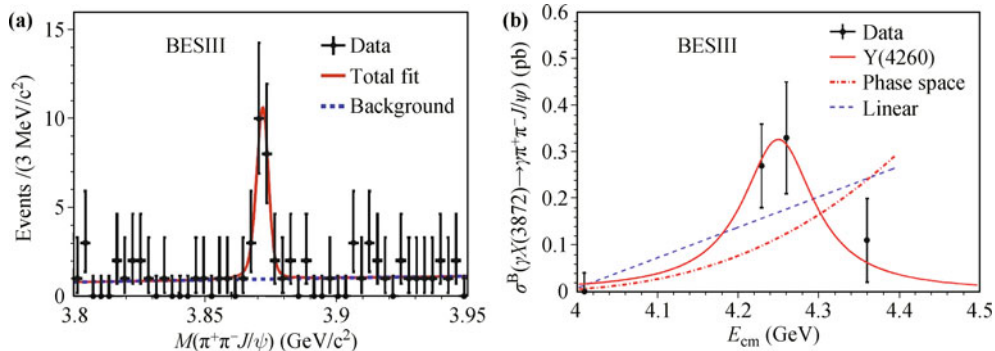 (a)
15
10
5
0
Events /(3 MeV/c²)
BESIII
Data
Total fit
Background
3.8
3.85
3.9
3.95
M(π⁺π⁻J/ψ) (GeV/c²)
(b)
0.6
0.5
0.4
0.3
0.2
0.1
0
σᴮ(γX(3872)→γπ⁺π⁻J/ψ) (pb)
BESIII
Data
Y(4260)
Phase space
Linear
4
4.1
4.2
4.3
4.4
4.5
E_cm (GeV)